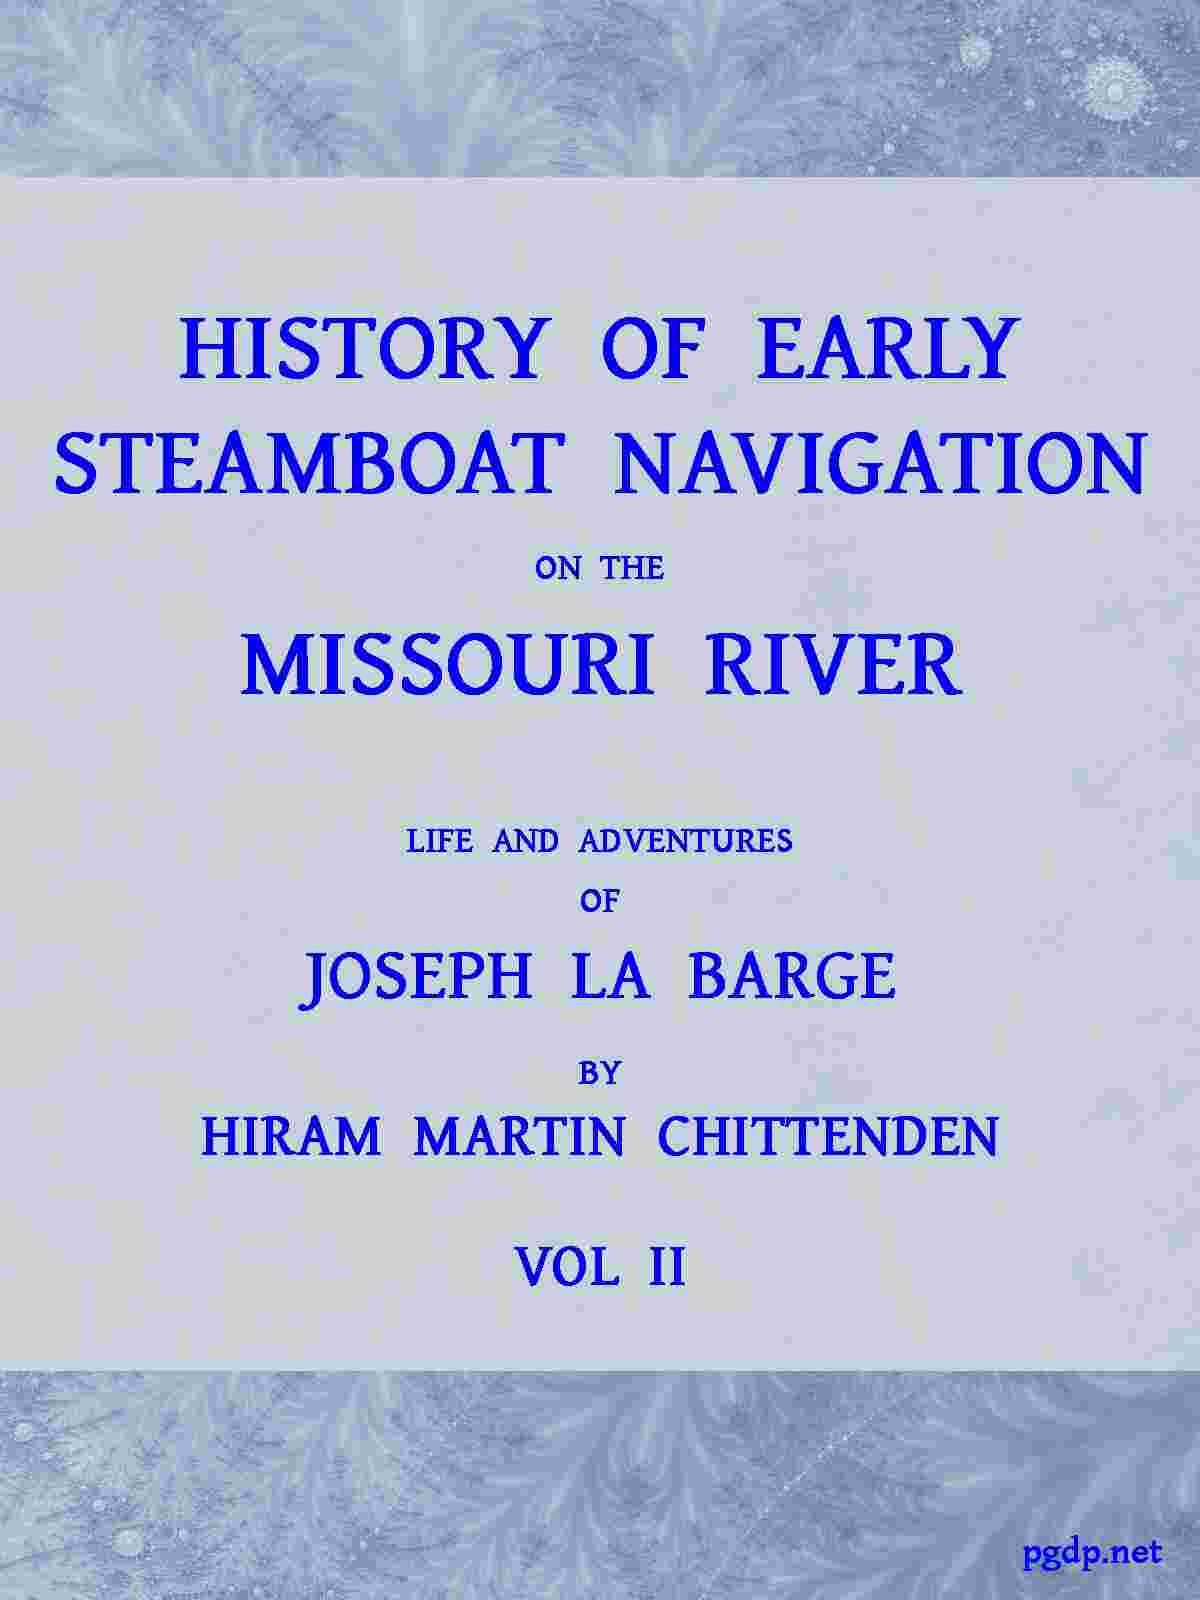 HISTORY OF EARLY
STEAMBOAT NAVIGATION
ON THE
MISSOURI RIVER
LIFE AND ADVENTURES
OF
JOSEPH LA BARGE
BY
HIRAM MARTIN CHITTENDEN
VOL II
pgdp.net